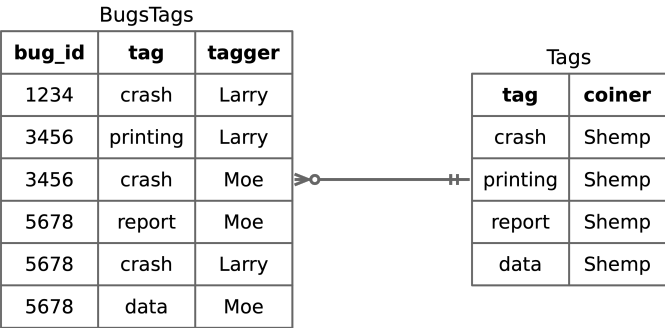 BugsTags
bug_id tag tagger
1234 crash Larry
3456 printing Larry
3456 crash Moe
5678 report Moe
5678 crash Larry
5678 data Moe
Tags
tag coiner
crash Shemp
printing Shemp
report Shemp
data Shemp